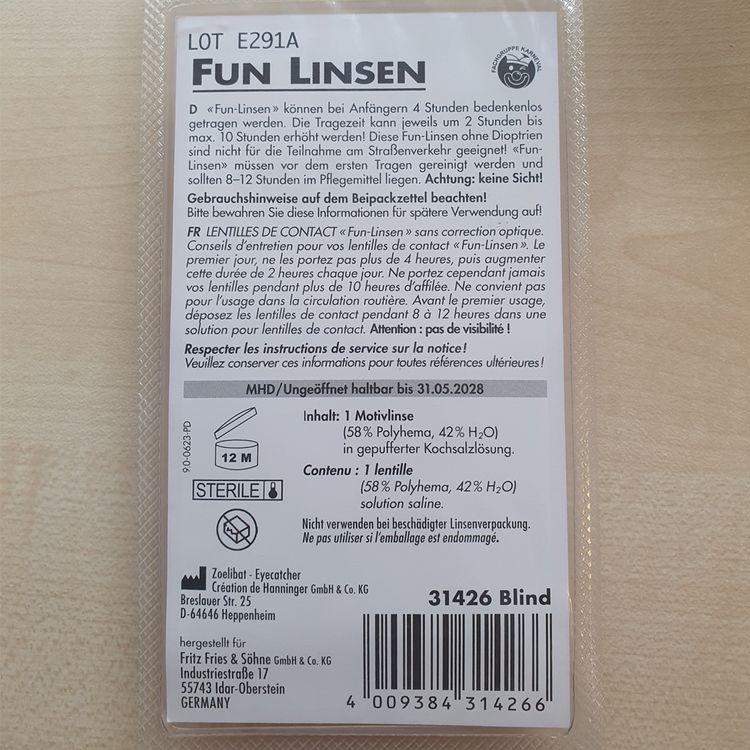 LOT E291A
FUN LINSEN
FACHGRUPPE KARNEVAL
D «Fun-Linsen» können bei Anfängern 4 Stunden bedenkenlos
getragen werden. Die Tragezeit kann jeweils um 2 Stunden bis
max. 10 Stunden erhöht werden! Diese Fun-Linsen ohne Dioptrien
sind nicht für die Teilnahme am Straßenverkehr geeignet! «Fun-
Linsen» müssen vor dem ersten Tragen gereinigt werden und
sollten 8–12 Stunden im Pflegemittel liegen. Achtung: keine Sicht!
Gebrauchshinweise auf dem Beipackzettel beachten!
Bitte bewahren Sie diese Informationen für spätere Verwendung auf!
FR LENTILLES DE CONTACT «Fun-Linsen» sans correction optique.
Conseils d'entretien pour vos lentilles de contact «Fun-Linsen». Le
premier jour, ne les portez pas plus de 4 heures, puis augmenter
cette durée de 2 heures chaque jour. Ne portez cependant jamais
vos lentilles pendant plus de 10 heures d'affilée. Ne convient pas
pour l'usage dans la circulation routière. Avant le premier usage,
déposez les lentilles de contact pendant 8 à 12 heures dans une
solution pour lentilles de contact. Attention : pas de visibilité !
Respecter les instructions de service sur la notice!
Veuillez conserver ces informations pour toutes références ultérieures!
MHD/Ungeöffnet haltbar bis 31.05.2028
9.0-0623-PD
12 M
STERILE
Inhalt: 1 Motivlinse
(58% Polyhema, 42% H₂O)
in gepufferter Kochsalzlösung.
Contenu : 1 lentille
(58% Polyhema, 42% H₂O)
solution saline.
Nicht verwenden bei beschädigter Linsenverpackung.
Ne pas utiliser si l'emballage est endommagé.
Zoelibat - Eyecatcher
Création de Hanninger GmbH & Co. KG
Breslauer Str. 25
D-64646 Heppenheim
31426 Blind
hergestellt für
Fritz Fries & Söhne GmbH & Co. KG
Industriestraße 17
55743 Idar-Oberstein
GERMANY
4 009384 314266